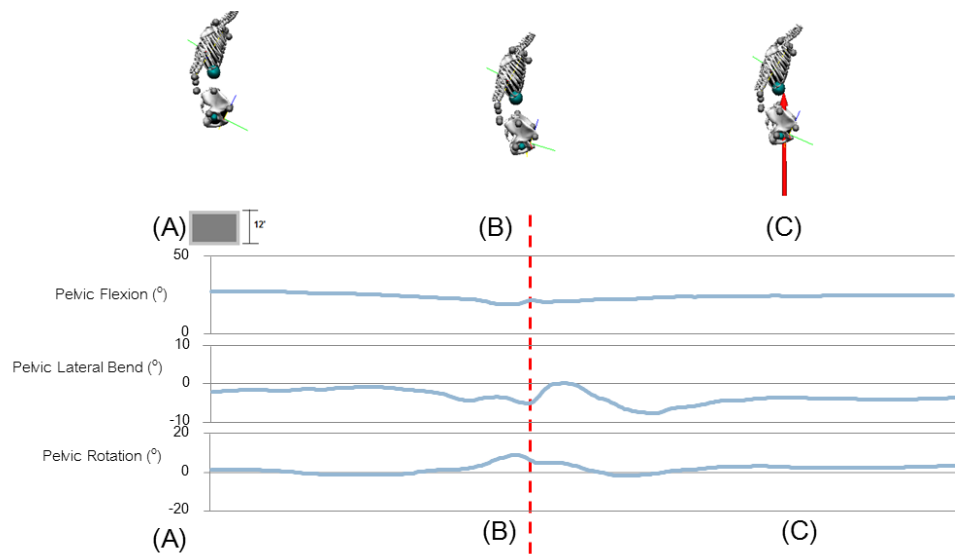 (A)
12'
(B)
(C)
50
Pelvic Flexion (°)
0
10
Pelvic Lateral Bend (°)
0
-10
20
Pelvic Rotation (°)
0
-20
(A)
(B)
(C)